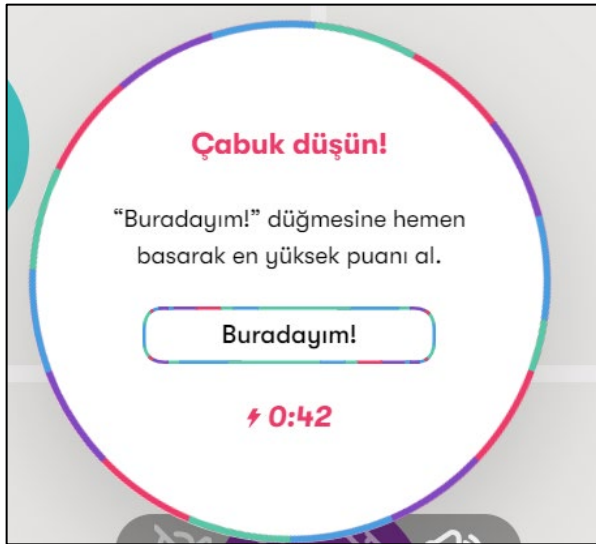 Çabuk düşün!
“Buradayım!” düğmesine hemen
basarak en yüksek puanı al.
Buradayım!
0:42